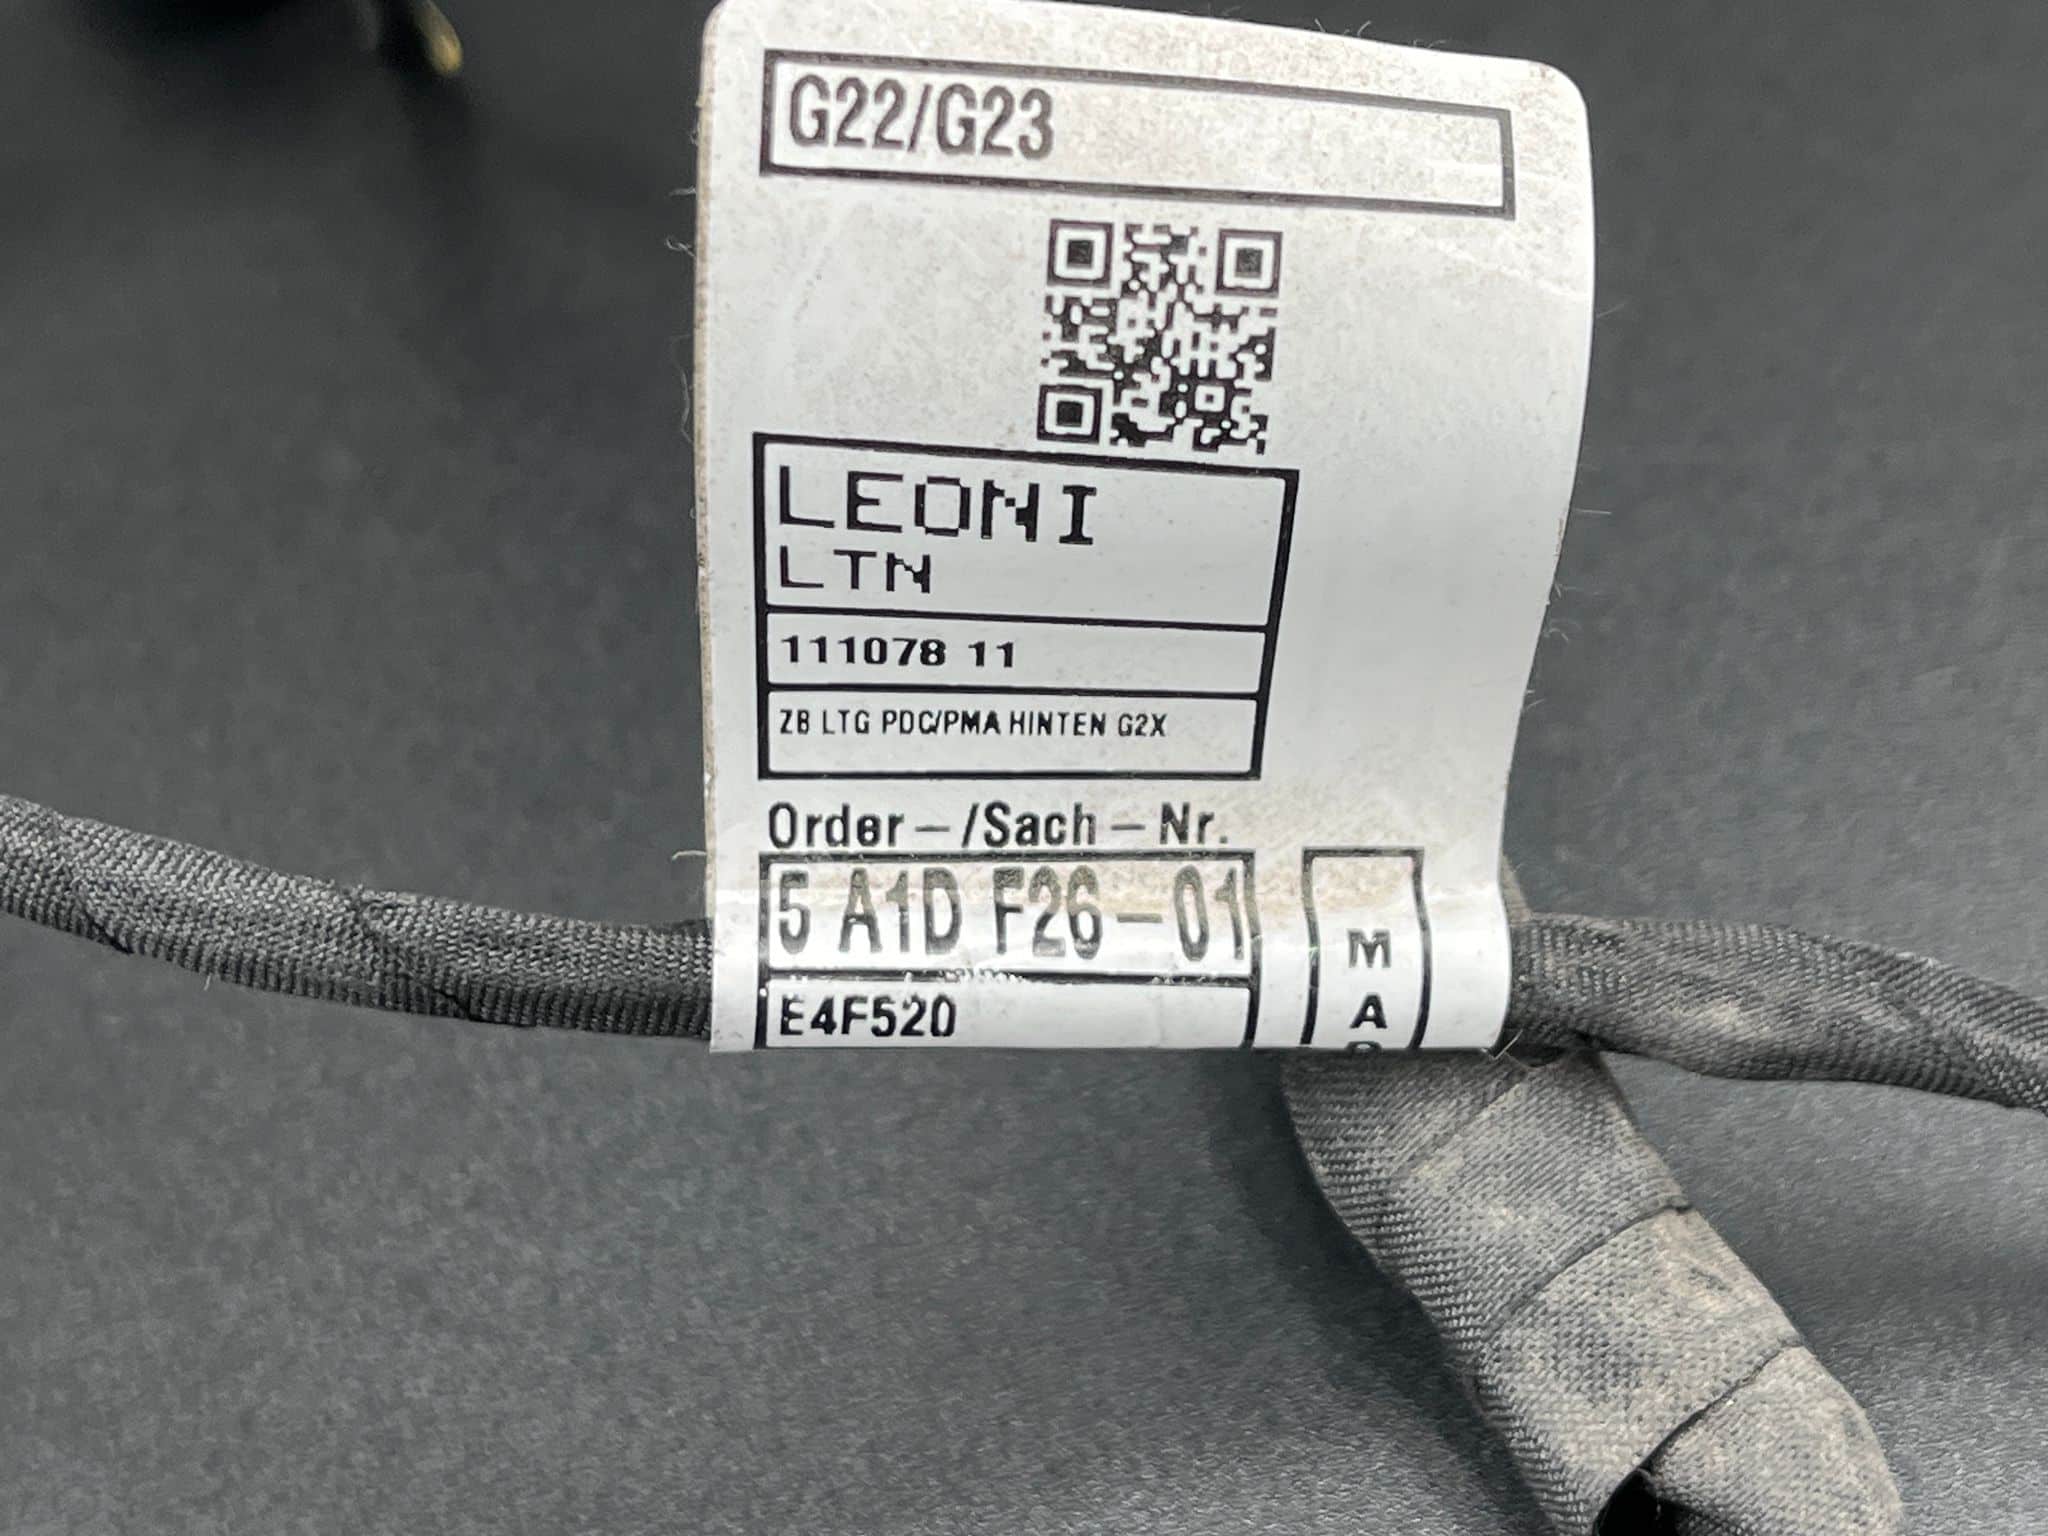 G22/G23
LEONI
LTN
111078 11
ZB LTG PDC/PMA HINTEN G2X
Order-/Sach-Nr.
5 A1D F26-01
E4F520
M
A